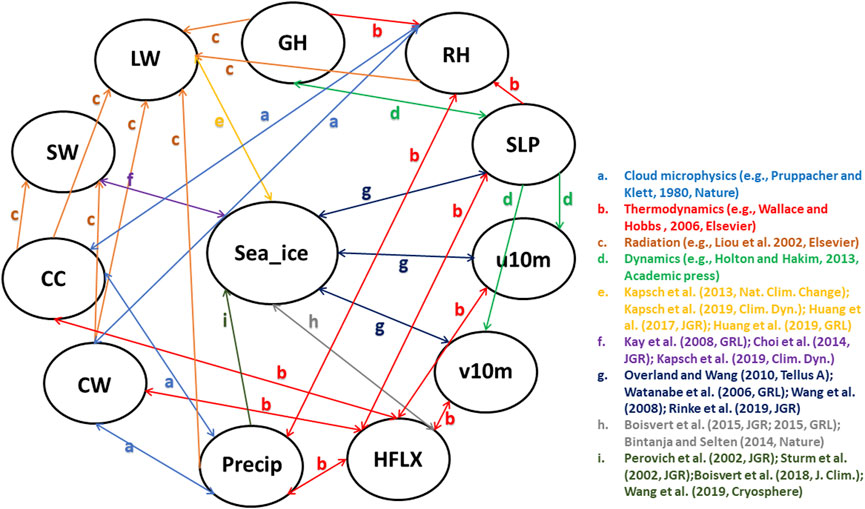 GH
LW
RH
c
b
c
c
a
c
e
a
d
b
SW
SLP
b
f
g
d
d
c
c
b
CC
Sea_ice
g
u10m
i
h
b
g
v10m
CW
a
b
b
a
Precip
b
HFLX
a. Cloud microphysics (e.g., Pruppacher and
Klett, 1980, Nature)
b. Thermodynamics (e.g., Wallace and
Hobbs , 2006, Elsevier)
c. Radiation (e.g., Liou et al. 2002, Elsevier)
d. Dynamics (e.g., Holton and Hakim, 2013,
Academic press)
e. Kapsch et al. (2013, Nat. Clim. Change);
Kapsch et al. (2019, Clim. Dyn.); Huang
et al. (2017, JGR); Huang et al. (2019, GRL)
f. Kay et al. (2008, GRL); Choi et al. (2014,
JGR); Kapsch et al. (2019, Clim. Dyn.)
g. Overland and Wang (2010, Tellus A);
Watanabe et al. (2006, GRL); Wang et al.
(2008); Rinke et al. (2019, JGR)
h. Boisvert et al. (2015, JGR; 2015, GRL);
Bintanja and Selten (2014, Nature)
i. Perovich et al. (2002, JGR); Sturm et al.
(2002, JGR);Boisvert et al. (2018, J. Clim.);
Wang et al. (2019, Cryosphere)